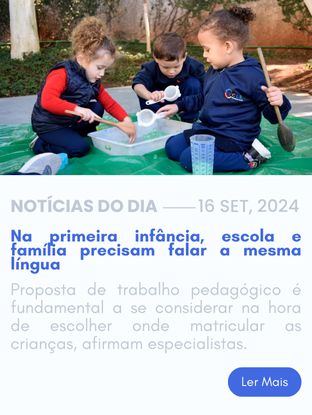 NOTÍCIAS DO DIA — 16 SET, 2024
Na primeira infância, escola e
família precisam falar a mesma
língua
Proposta de trabalho pedagógico é
fundamental a se considerar na hora
de escolher onde matricular as
crianças, afirmam especialistas.
Ler Mais